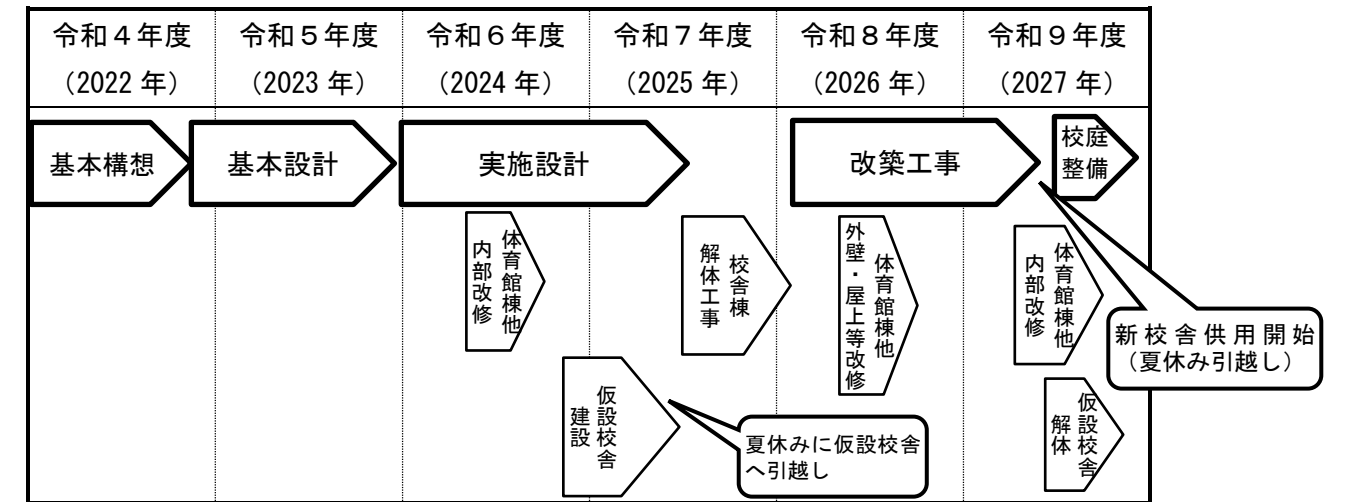 令和４年度
（2022 年）
令和５年度
（2023 年）
令和６年度
（2024 年）
令和７年度
（2025 年）
令和８年度
（2026 年）
令和９年度
（2027 年）
基本構想
基本設計
実施設計
改築工事
校庭
整備
体育館棟他
内部改修
校舎棟
解体工事
体育館棟他
外壁・屋上等改修
体育館棟他
内部改修
新校舎供用開始
（夏休み引越し）
仮設校舎
建設
夏休みに仮設校舎
へ引越し
仮設校舎
解体